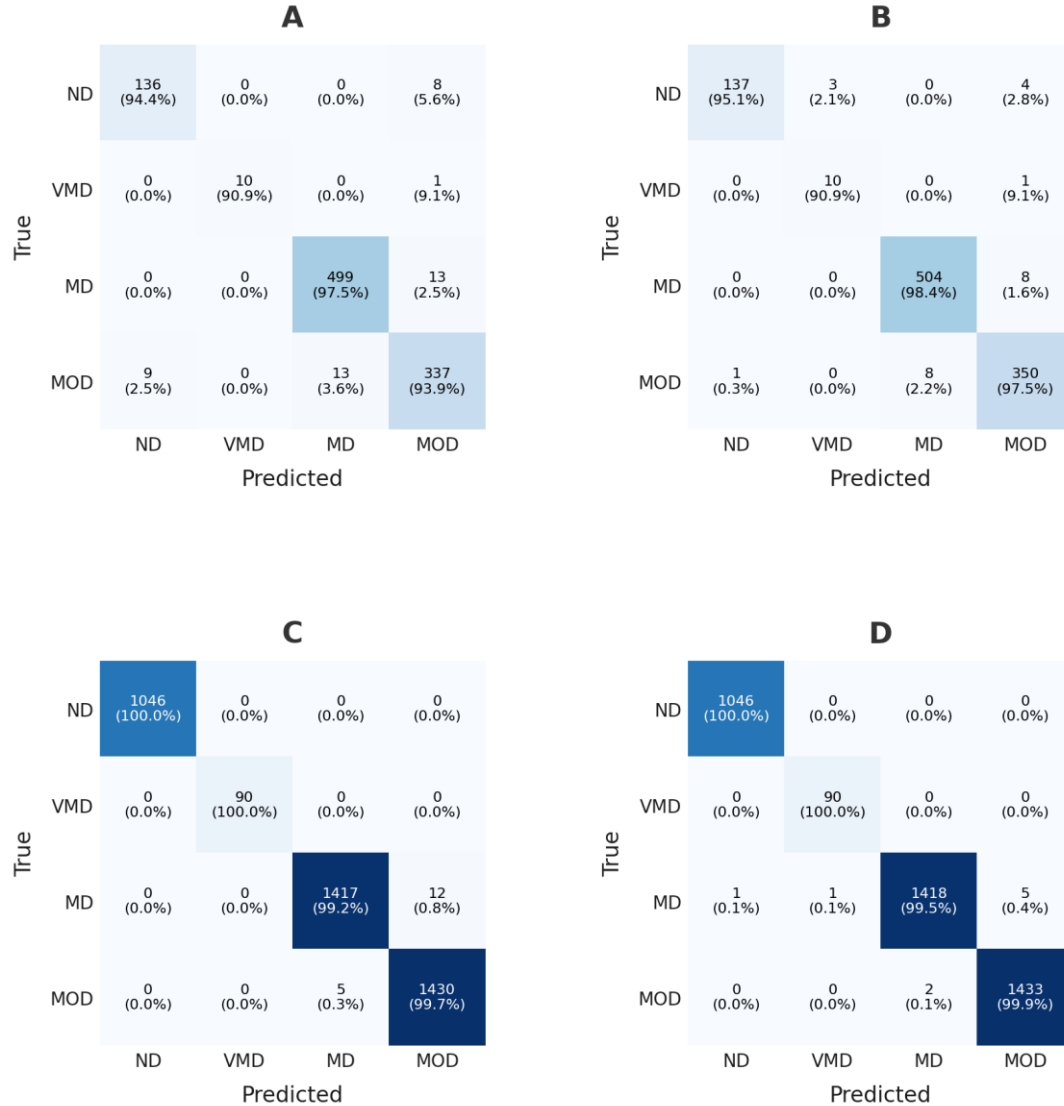 A
ND 136 0 0 8
(94.4%) (0.0%) (0.0%) (5.6%)
VMD 0 10 0 1
(0.0%) (90.9%) (0.0%) (9.1%)
MD 0 0 499 13
(0.0%) (0.0%) (97.5%) (2.5%)
MOD 9 0 13 337
(2.5%) (0.0%) (3.6%) (93.9%)
True
ND VMD MD MOD
Predicted
B
ND 137 3 0 4
(95.1%) (2.1%) (0.0%) (2.8%)
VMD 0 10 0 1
(0.0%) (90.9%) (0.0%) (9.1%)
MD 0 0 504 8
(0.0%) (0.0%) (98.4%) (1.6%)
MOD 1 0 8 350
(0.3%) (0.0%) (2.2%) (97.5%)
True
ND VMD MD MOD
Predicted
C
ND 1046 0 0 0
(100.0%) (0.0%) (0.0%) (0.0%)
VMD 0 90 0 0
(0.0%) (100.0%) (0.0%) (0.0%)
MD 0 0 1417 12
(0.0%) (0.0%) (99.2%) (0.8%)
MOD 0 0 5 1430
(0.0%) (0.0%) (0.3%) (99.7%)
True
ND VMD MD MOD
Predicted
D
ND 1046 0 0 0
(100.0%) (0.0%) (0.0%) (0.0%)
VMD 0 90 0 0
(0.0%) (100.0%) (0.0%) (0.0%)
MD 1 1 1418 5
(0.1%) (0.1%) (99.5%) (0.4%)
MOD 0 0 2 1433
(0.0%) (0.0%) (0.1%) (99.9%)
True
ND VMD MD MOD
Predicted